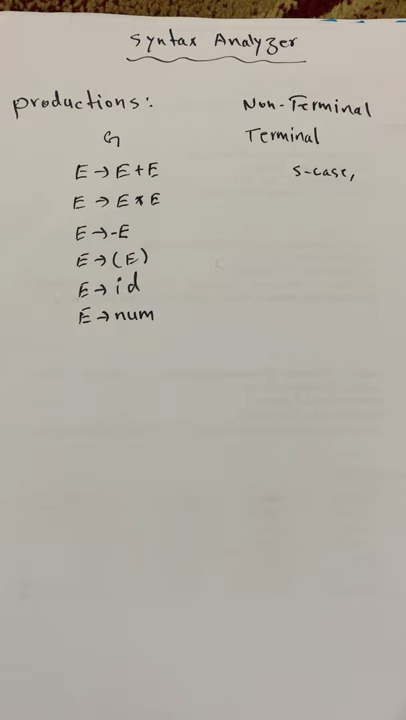 Syntax Analyzer
productions:
G
E → E + E
E → E * E
E → -E
E → (E)
E → id
E → num
Non-Terminal
Terminal
s-case,